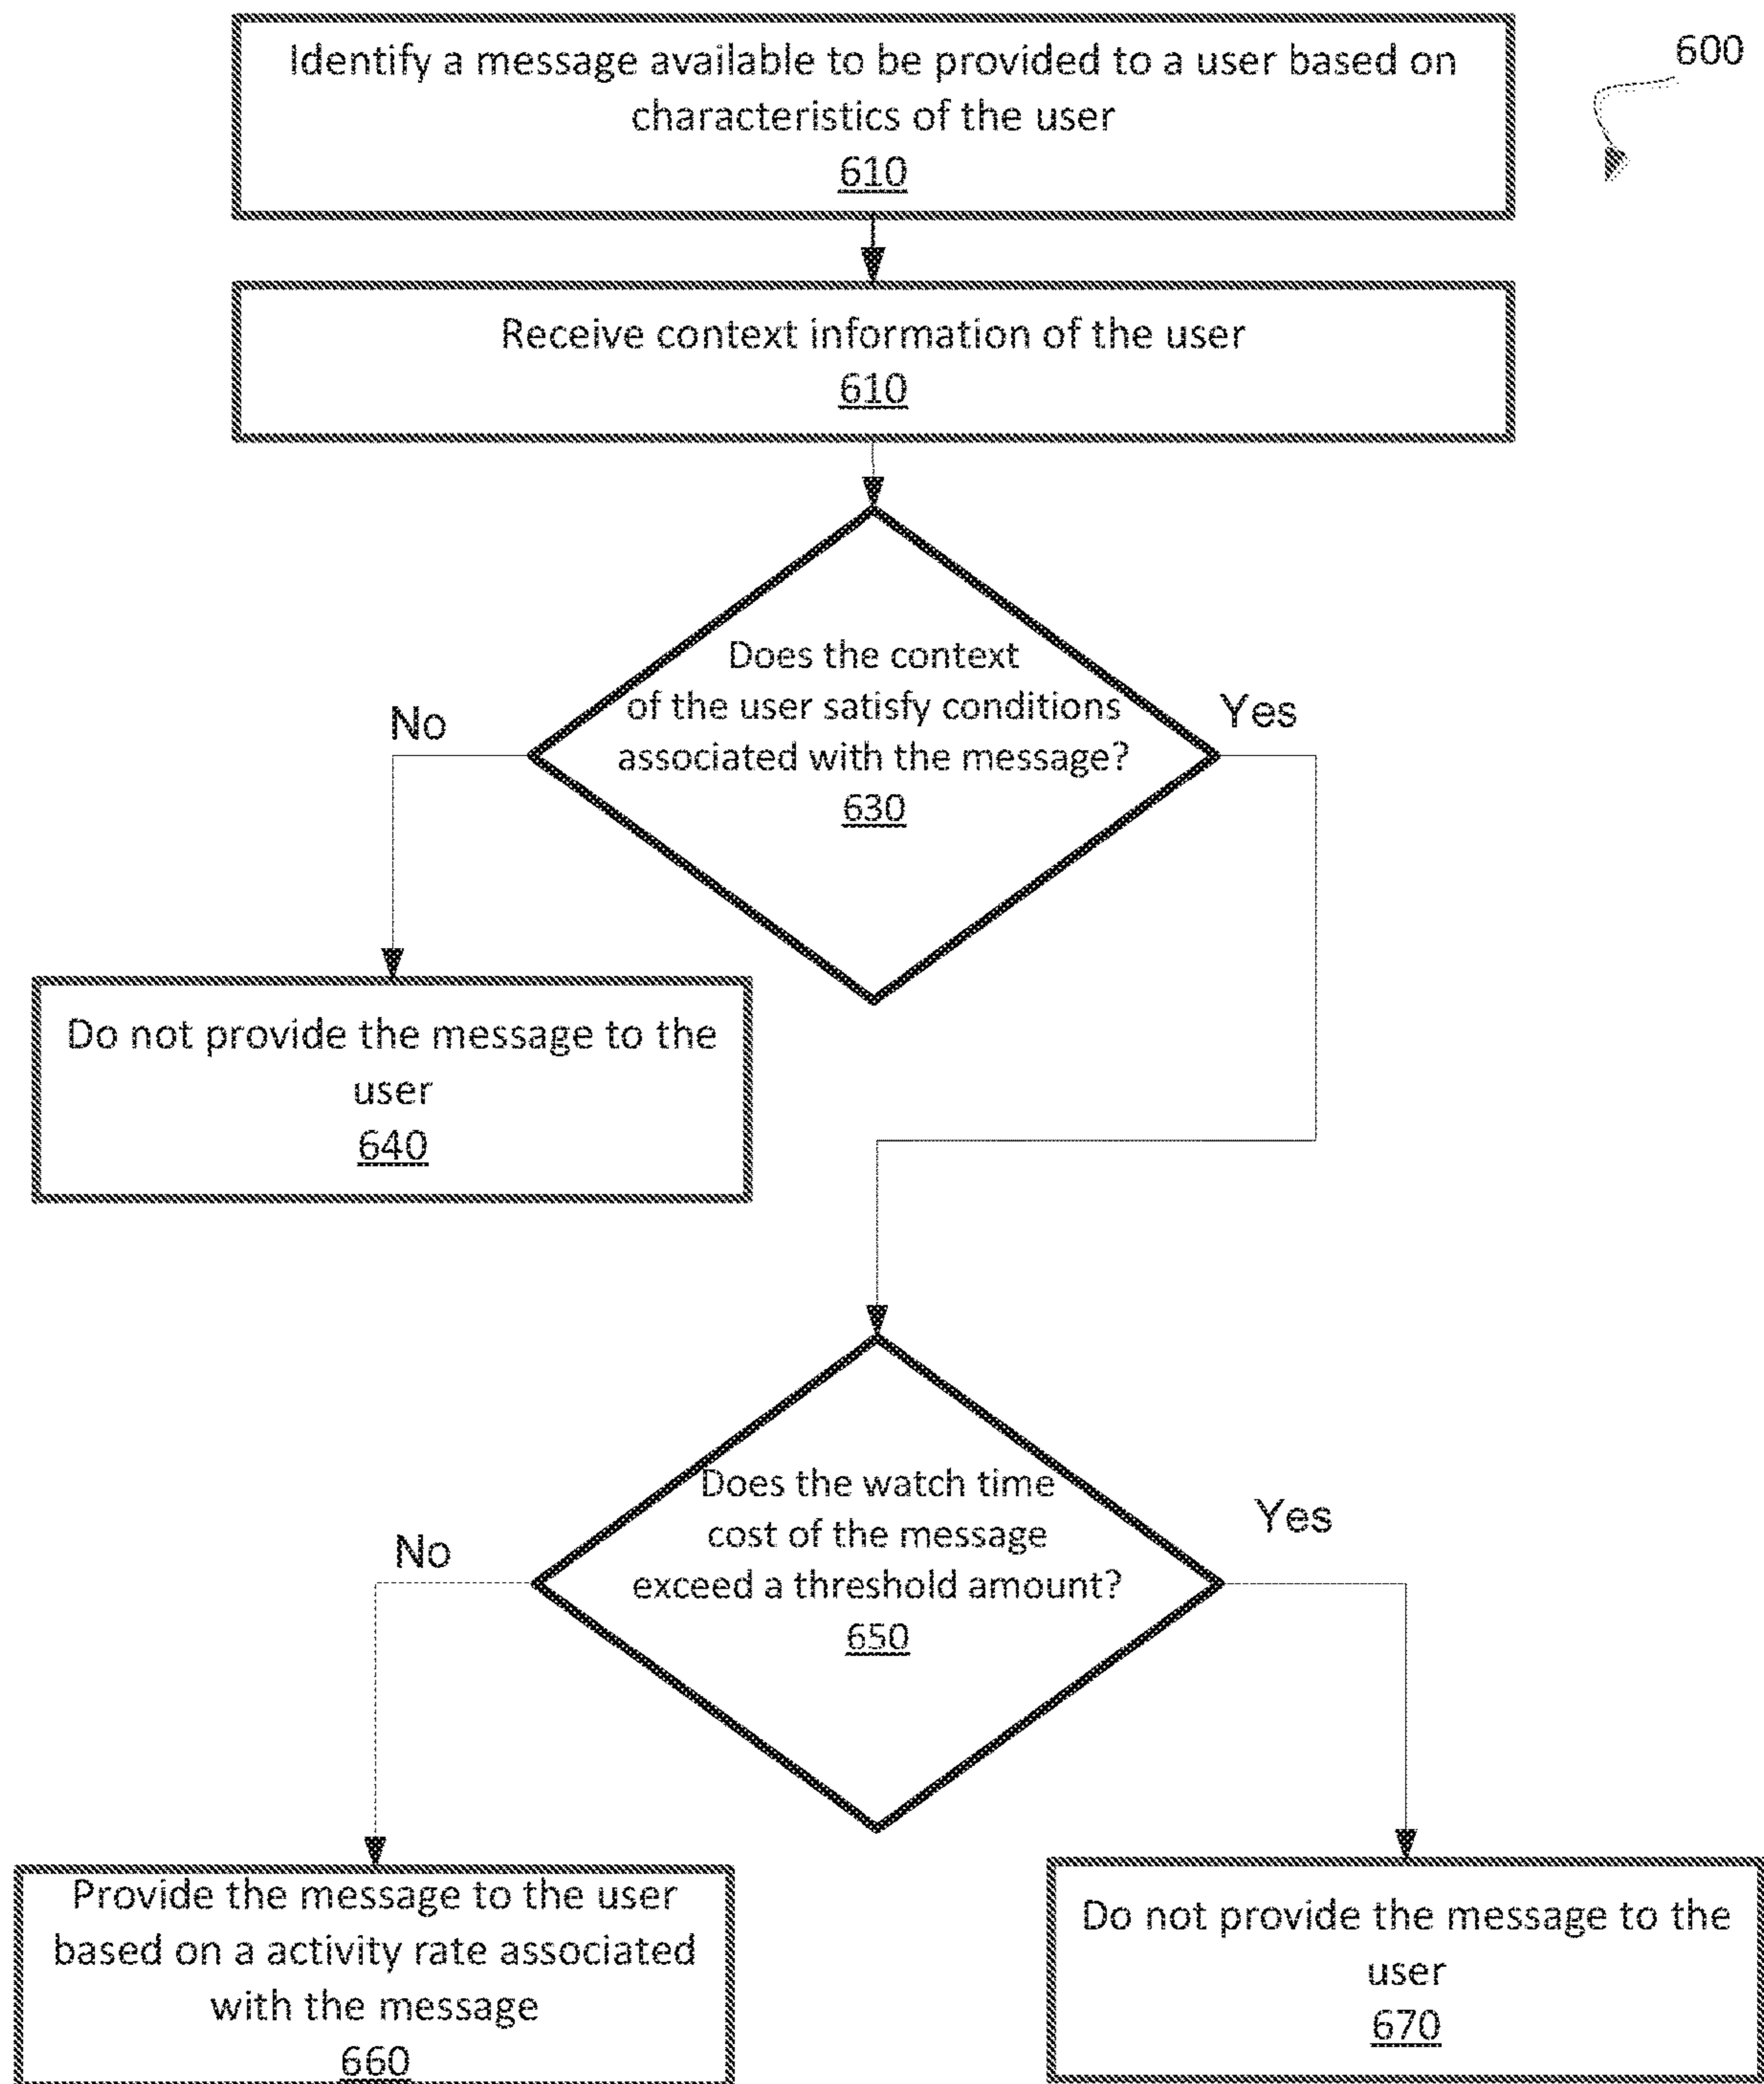 600
Identify a message available to be provided to a user based on
characteristics of the user
610
Receive context information of the user
610
Does the context
of the user satisfy conditions
associated with the message?
630
No
Yes
Do not provide the message to the
user
640
Does the watch time
cost of the message
exceed a threshold amount?
650
No
Yes
Provide the message to the user
based on a activity rate associated
with the message
660
Do not provide the message to the
user
670